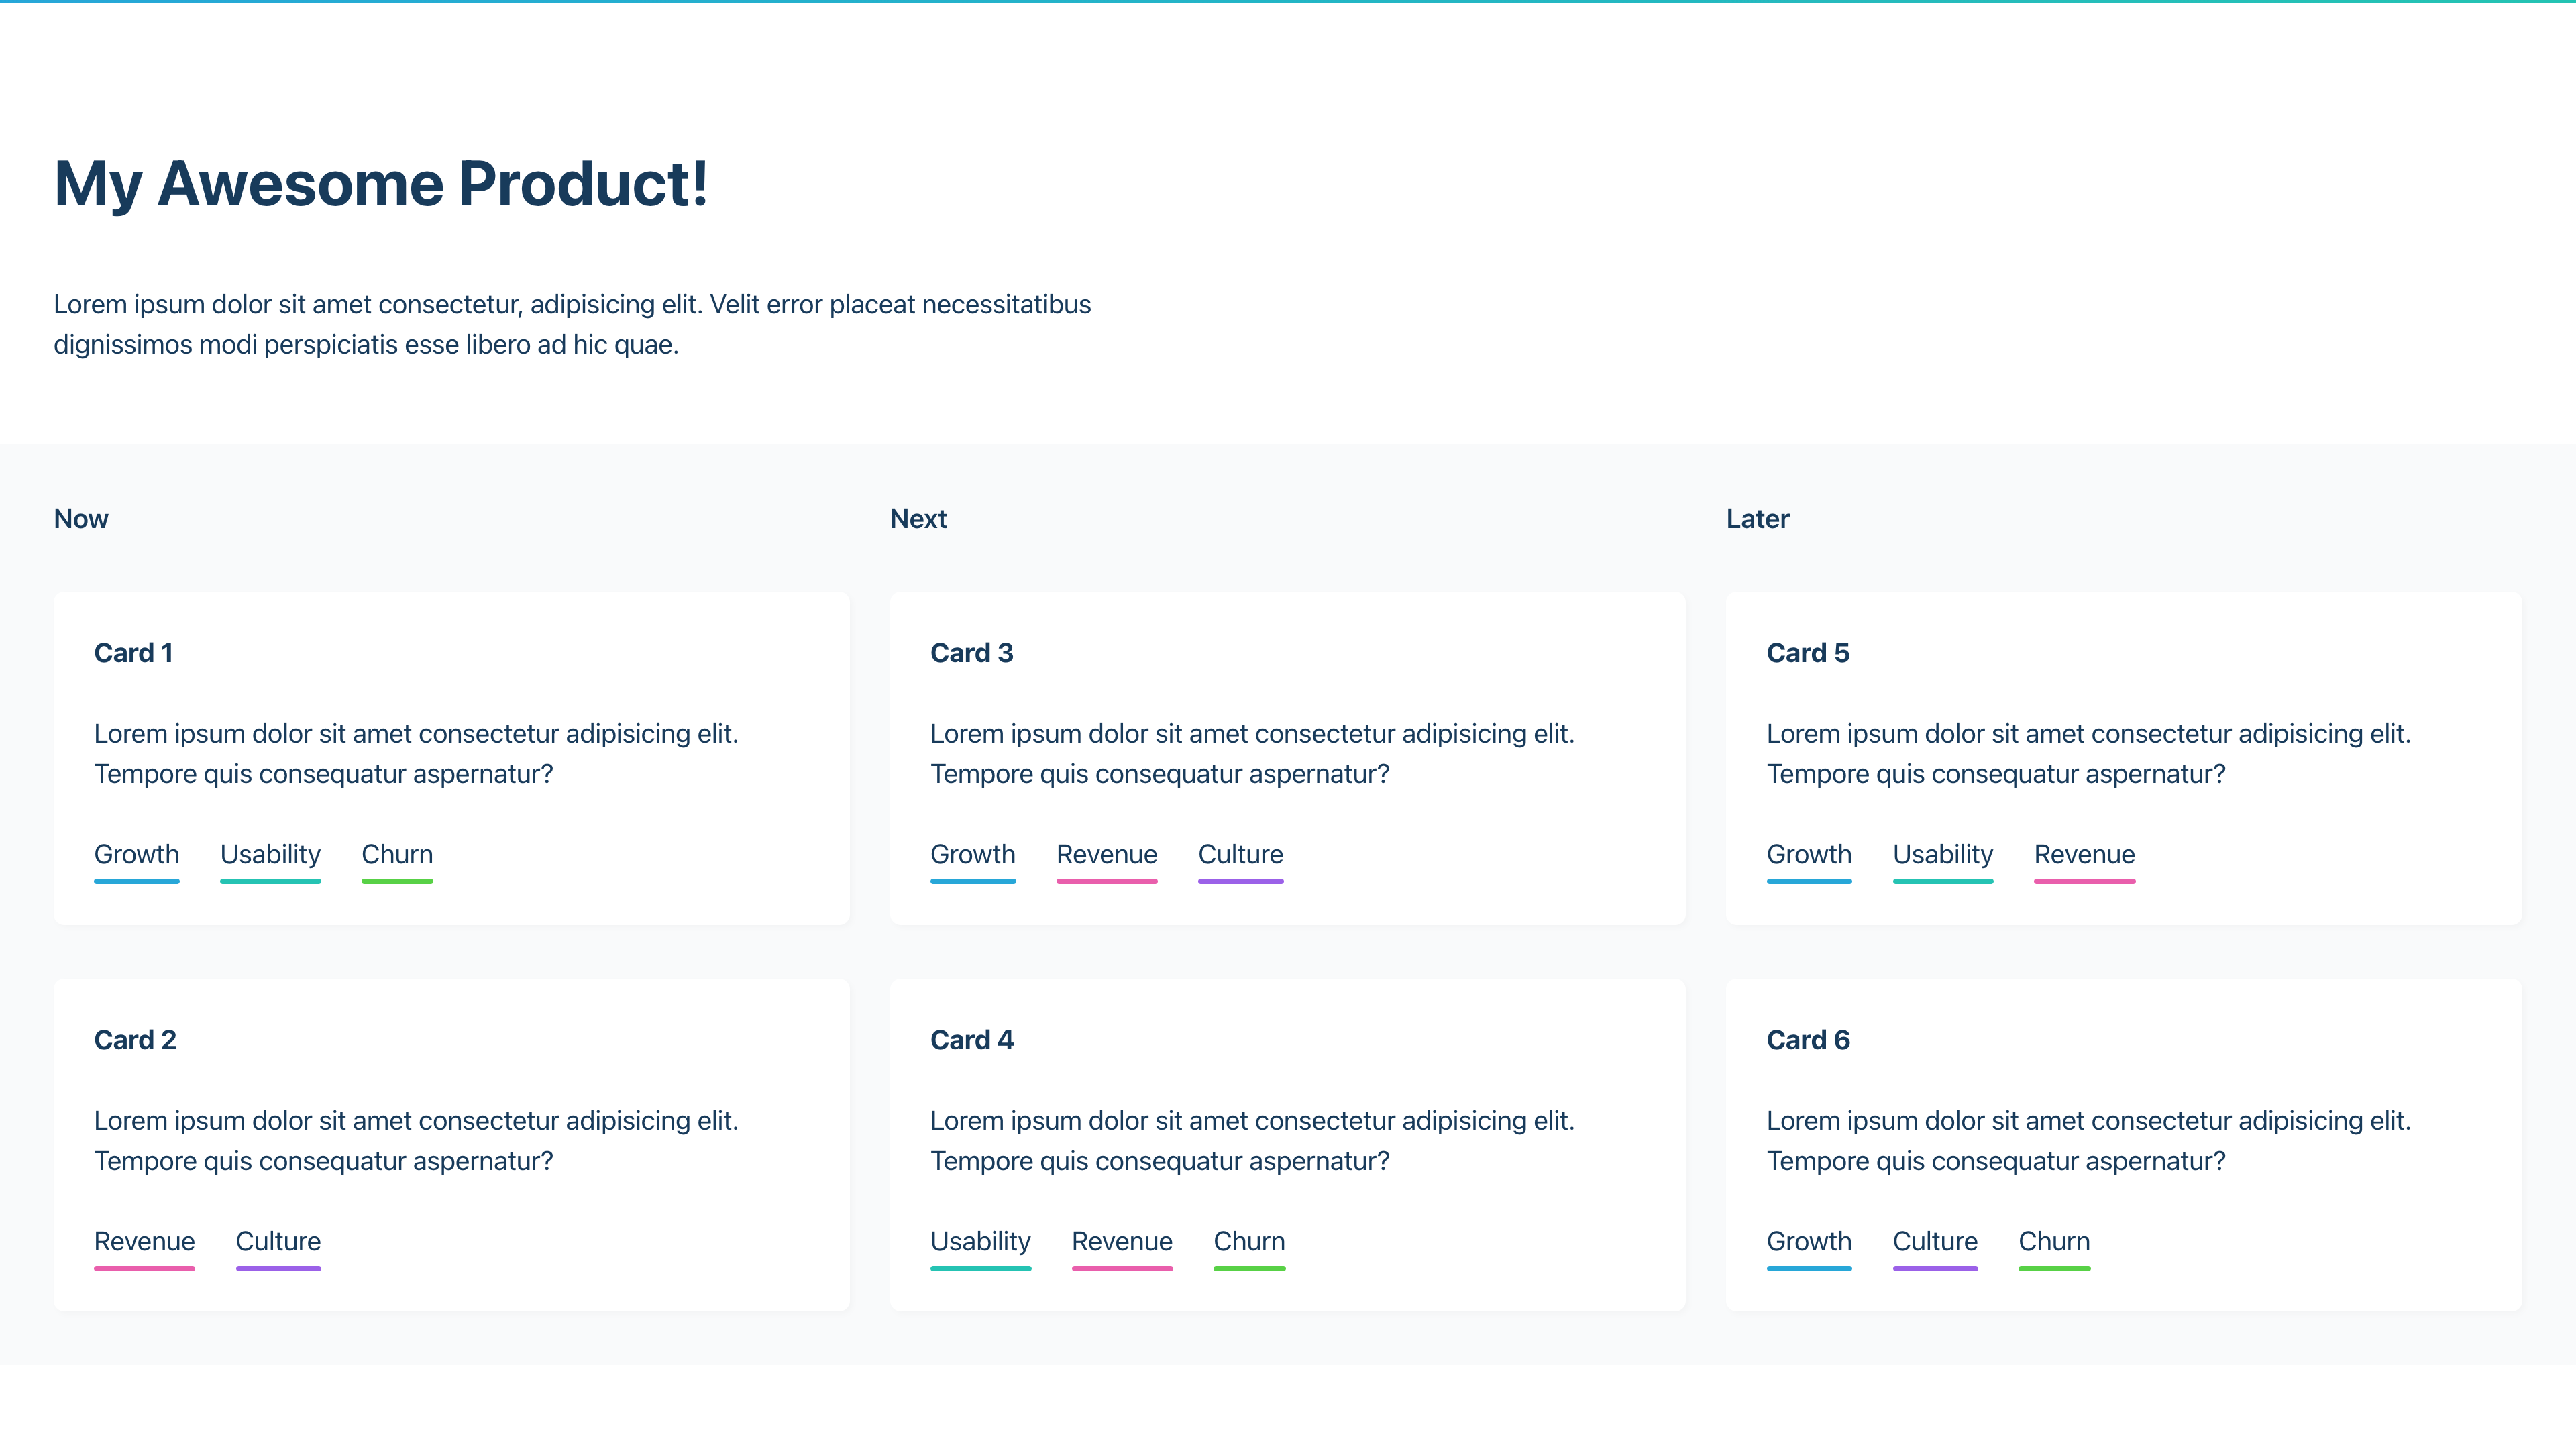 My Awesome Product!
Lorem ipsum dolor sit amet consectetur, adipisicing elit. Velit error placeat necessitatibus
dignissimos modi perspiciatis esse libero ad hic quae.
Now
Card 1
Lorem ipsum dolor sit amet consectetur adipisicing elit.
Tempore quis consequatur aspernatur?
Growth Usability Churn
Card 2
Lorem ipsum dolor sit amet consectetur adipisicing elit.
Tempore quis consequatur aspernatur?
Revenue Culture
Next
Card 3
Lorem ipsum dolor sit amet consectetur adipisicing elit.
Tempore quis consequatur aspernatur?
Growth Revenue Culture
Card 4
Lorem ipsum dolor sit amet consectetur adipisicing elit.
Tempore quis consequatur aspernatur?
Usability Revenue Churn
Later
Card 5
Lorem ipsum dolor sit amet consectetur adipisicing elit.
Tempore quis consequatur aspernatur?
Growth Usability Revenue
Card 6
Lorem ipsum dolor sit amet consectetur adipisicing elit.
Tempore quis consequatur aspernatur?
Growth Culture Churn